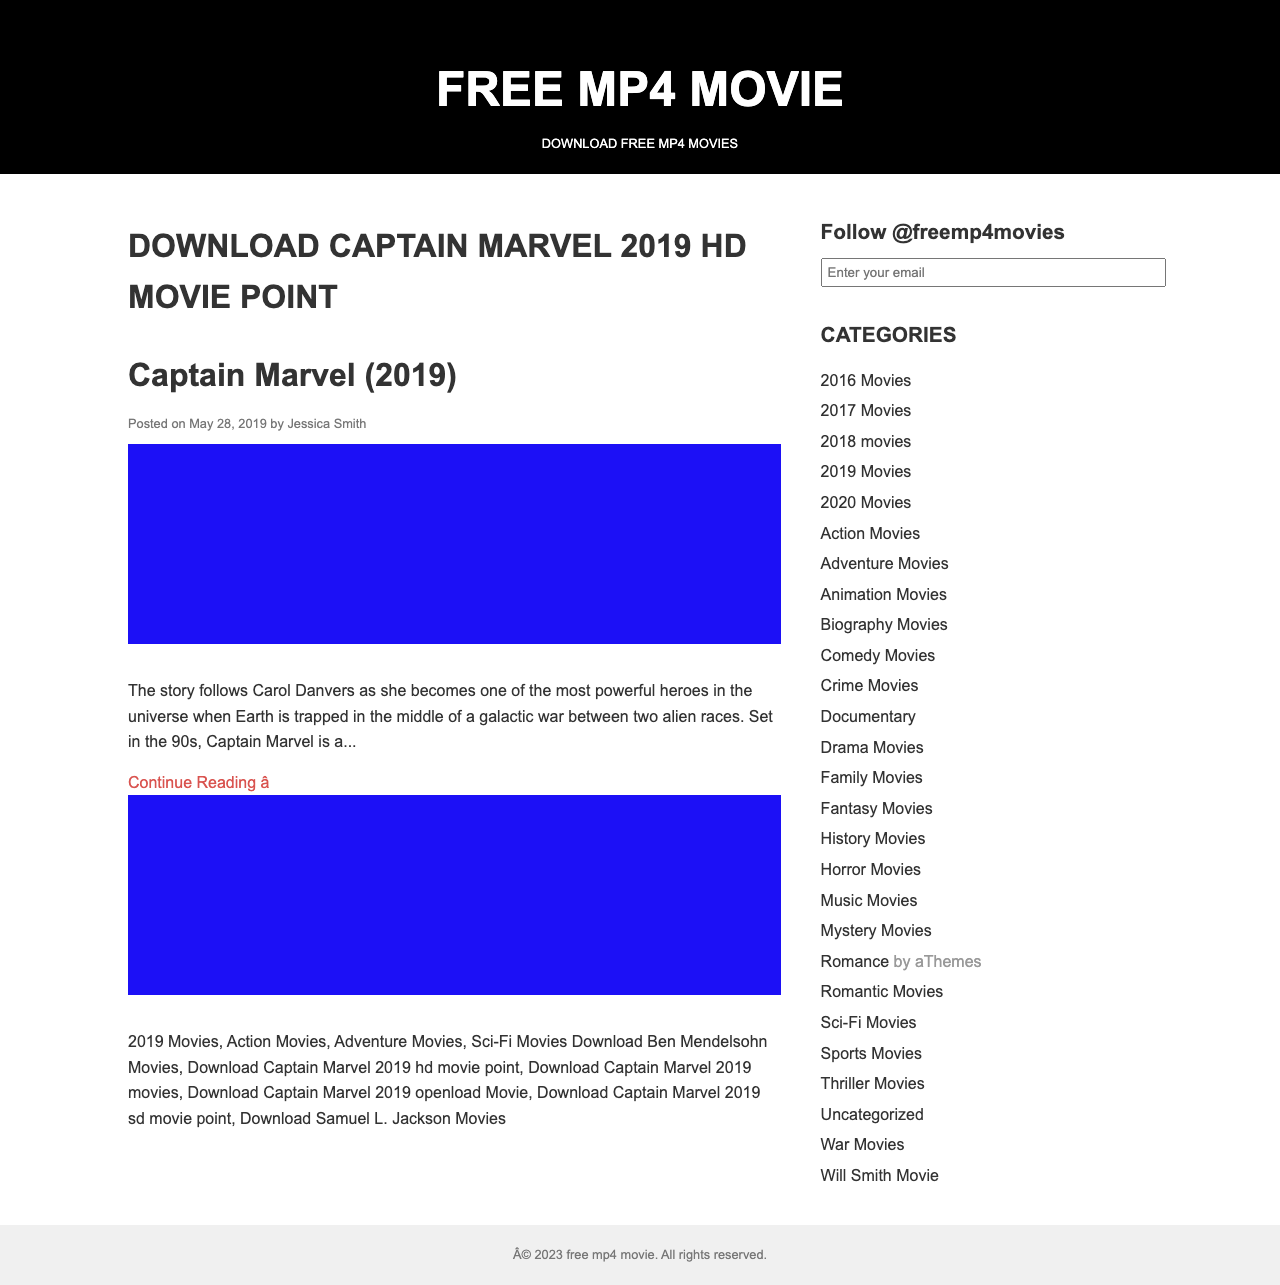 FREE MP4 MOVIE
DOWNLOAD FREE MP4 MOVIES
DOWNLOAD CAPTAIN MARVEL 2019 HD
MOVIE POINT
Captain Marvel (2019)
Posted on May 28, 2019 by Jessica Smith
The story follows Carol Danvers as she becomes one of the most powerful heroes in the
universe when Earth is trapped in the middle of a galactic war between two alien races. Set
in the 90s, Captain Marvel is a...
Continue Reading â
2019 Movies, Action Movies, Adventure Movies, Sci-Fi Movies Download Ben Mendelsohn
Movies, Download Captain Marvel 2019 hd movie point, Download Captain Marvel 2019
movies, Download Captain Marvel 2019 openload Movie, Download Captain Marvel 2019
sd movie point, Download Samuel L. Jackson Movies
Follow @freemp4movies
Enter your email
CATEGORIES
2016 Movies
2017 Movies
2018 movies
2019 Movies
2020 Movies
Action Movies
Adventure Movies
Animation Movies
Biography Movies
Comedy Movies
Crime Movies
Documentary
Drama Movies
Family Movies
Fantasy Movies
History Movies
Horror Movies
Music Movies
Mystery Movies
Romance by aThemes
Romantic Movies
Sci-Fi Movies
Sports Movies
Thriller Movies
Uncategorized
War Movies
Will Smith Movie
Â© 2023 free mp4 movie. All rights reserved.